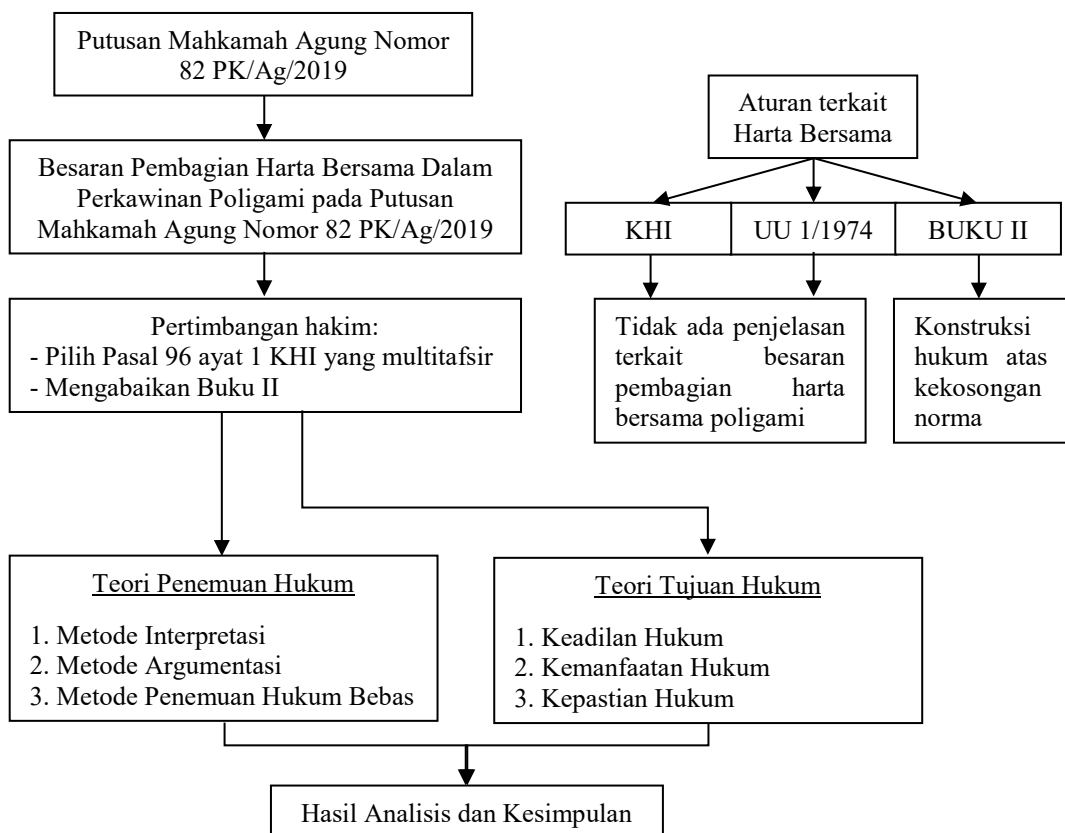 Putusan Mahkamah Agung Nomor
82 PK/Ag/2019
Besaran Pembagian Harta Bersama Dalam
Perkawinan Poligami pada Putusan
Mahkamah Agung Nomor 82 PK/Ag/2019
Pertimbangan hakim:
- Pilih Pasal 96 ayat 1 KHI yang multitafsir
- Mengabaikan Buku II
Aturan terkait
Harta Bersama
KHI
UU 1/1974
BUKU II
Tidak ada penjelasan
terkait besaran
pembagian harta
bersama poligami
Konstruksi
hukum atas
kekosongan
norma
Teori Penemuan Hukum
1. Metode Interpretasi
2. Metode Argumentasi
3. Metode Penemuan Hukum Bebas
Teori Tujuan Hukum
1. Keadilan Hukum
2. Kemanfaatan Hukum
3. Kepastian Hukum
Hasil Analisis dan Kesimpulan